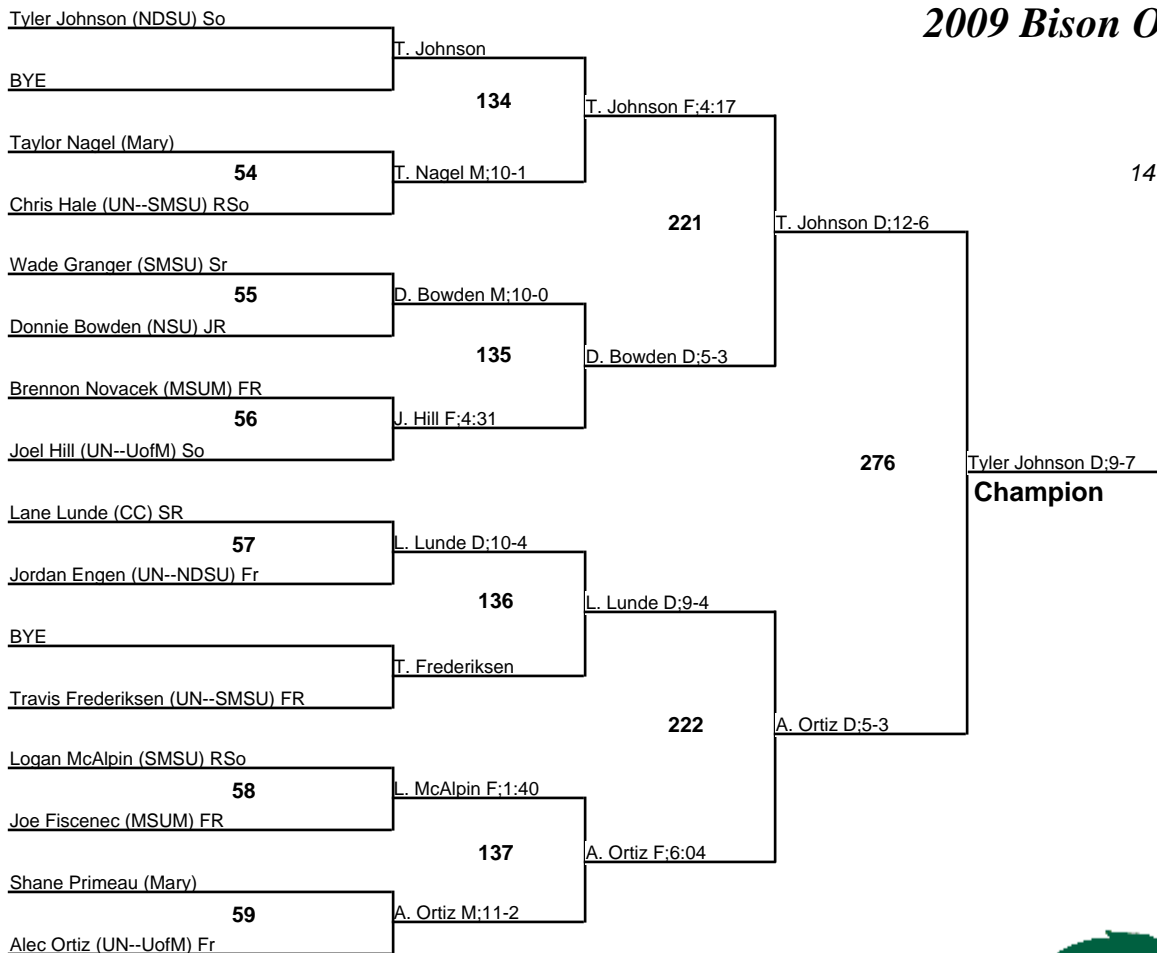 Tyler Johnson (NDSU) So
2009 Bison O
T. Johnson
BYE
134
T. Johnson F;4:17
Taylor Nagel (Mary)
54
T. Nagel M;10-1
14
Chris Hale (UN--SMSU) RSo
221
T. Johnson D;12-6
Wade Granger (SMSU) Sr
55
D. Bowden M;10-0
Donnie Bowden (NSU) JR
135
D. Bowden D;5-3
Brennon Novacek (MSUM) FR
56
J. Hill F;4:31
Joel Hill (UN--UofM) So
276
Tyler Johnson D;9-7
Champion
Lane Lunde (CC) SR
57
L. Lunde D;10-4
Jordan Engen (UN--NDSU) Fr
136
L. Lunde D;9-4
BYE
T. Frederiksen
Travis Frederiksen (UN--SMSU) FR
222
A. Ortiz D;5-3
Logan McAlpin (SMSU) RSo
58
L. McAlpin F;1:40
Joe Fiscenec (MSUM) FR
137
A. Ortiz F;6:04
Shane Primeau (Mary)
59
A. Ortiz M;11-2
Alec Ortiz (UN--UofM) Fr